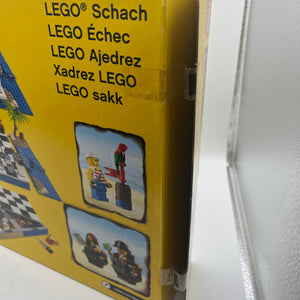 LEGO® Schach
LEGO Échec
LEGO Ajedrez
Xadrez LEGO
LEGO sakk